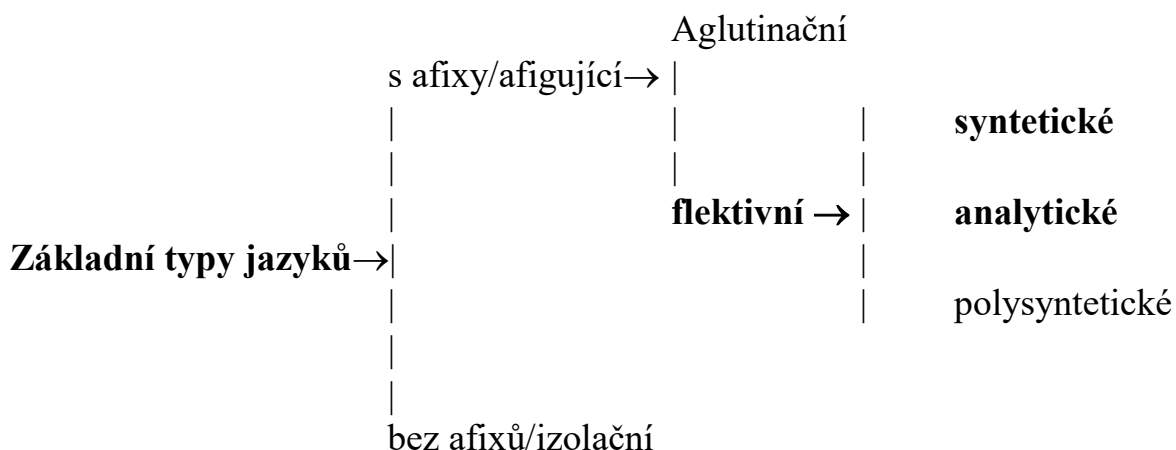 Aglutinační
s afixy/afigující→ |
| | | syntetické
| | |
| flektivní → | analytické
Základní typy jazyků→| |
| | polysyntetické
|
|
bez afixů/izolační